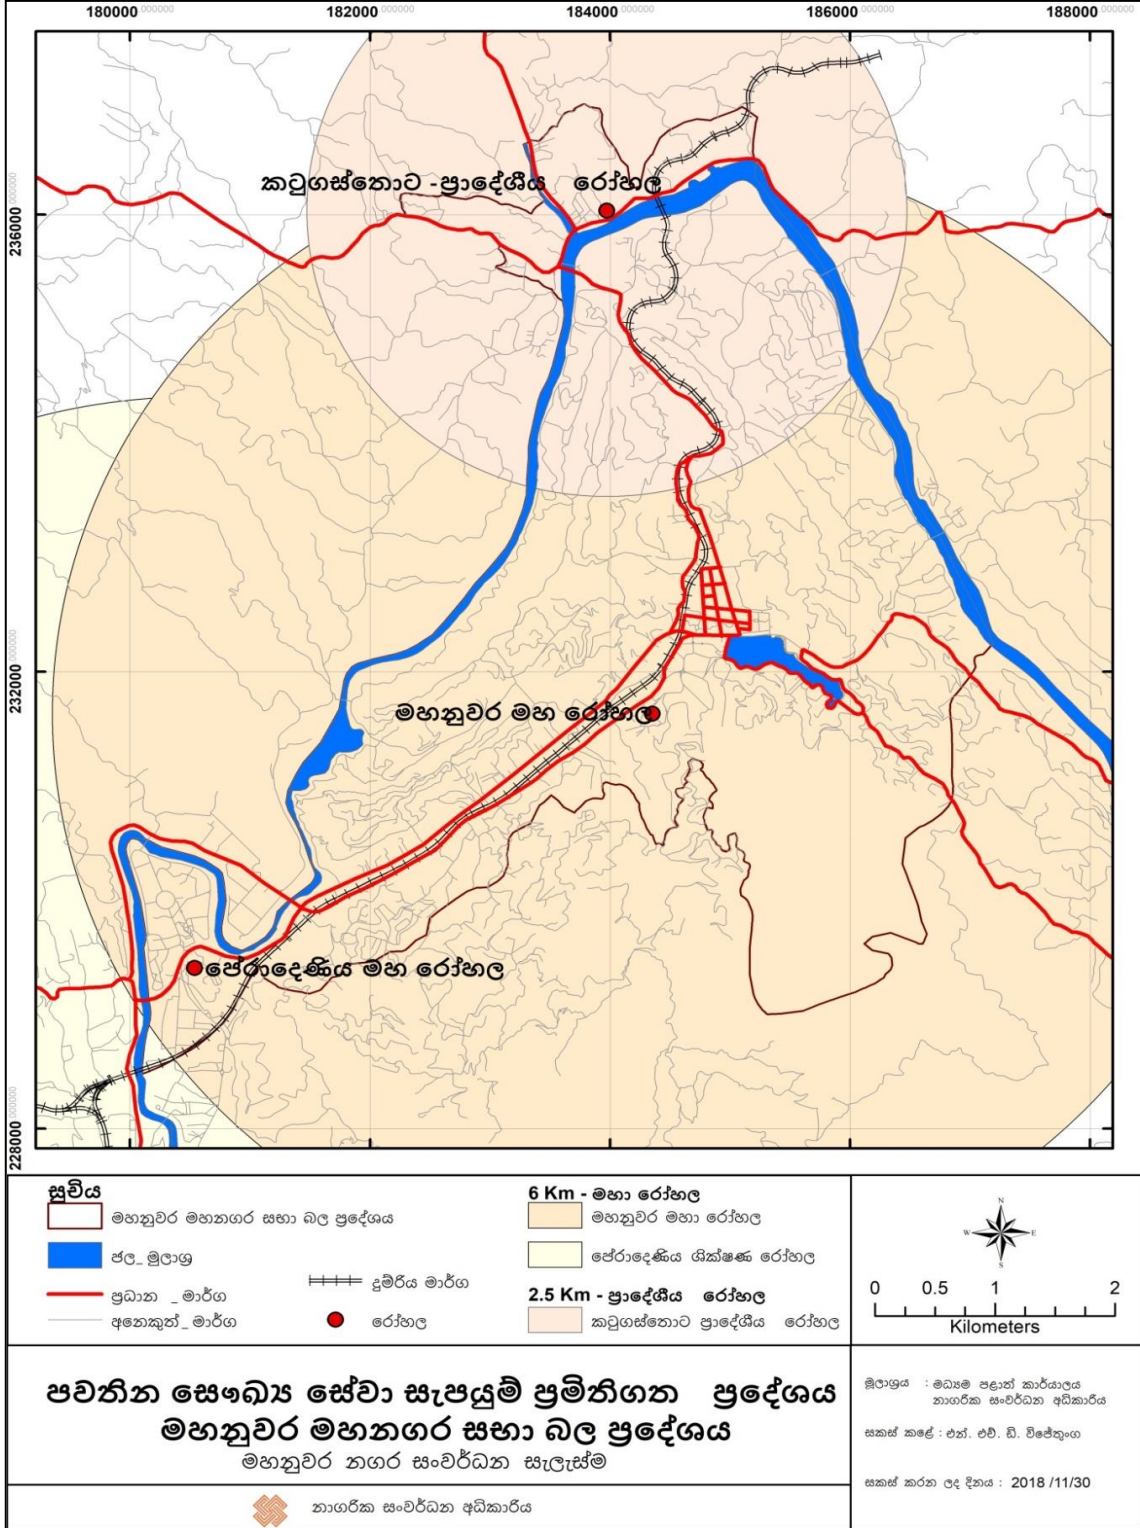 180000.000000 182000.000000 184000.000000 186000.000000 188000.000000
236000.000000
232000.000000
228000.000000
කටුගස්තොට -ප්‍රාදේශීය රෝහල
මහනුවර මහ රෝහල
පේරාදෙණිය මහ රෝහල
සූචිය
මහනුවර මහනගර සභා බල ප්‍රදේශය
ජල_ මූලාශ්‍ර
ප්‍රධාන _මාර්ග
අනෙකුත්_මාර්ග
දුම්රිය මාර්ග
රෝහල
6 Km - මහා රෝහල
මහනුවර මහා රෝහල
පේරාදෙණිය ශික්ෂණ රෝහල
2.5 Km - ප්‍රාදේශීය රෝහල
කටුගස්තොට ප්‍රාදේශීය රෝහල
N
W E
S
0 0.5 1 2
Kilometers
පවතින සෞඛ්‍ය සේවා සැපයුම් ප්‍රමිතිගත ප්‍රදේශය
මහනුවර මහනගර සභා බල ප්‍රදේශය
මහනුවර නගර සංවර්ධන සැලැස්ම
නාගරික සංවර්ධන අධිකාරිය
මූලාශ්‍රය : මධ්‍යම පළාත් කාර්යාලය
නාගරික සංවර්ධන අධිකාරිය
සකස් කළේ : එන්. එච්. ඩි. විජේතුංග
සකස් කරන ලද දිනය : 2018 /11/30